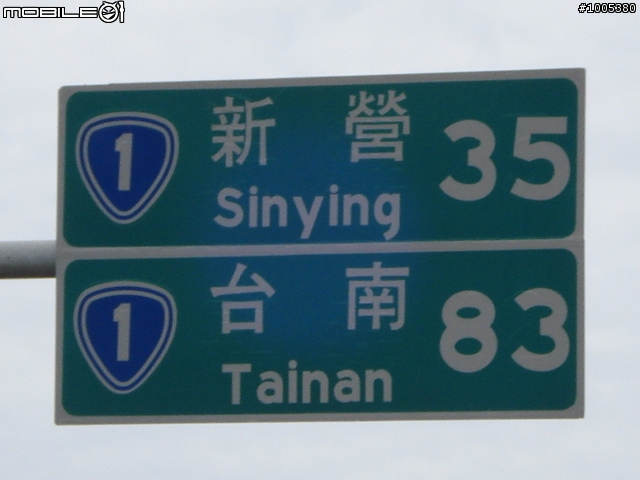 MOBILE01
#1005380
1 新營 35
Sinying
1 台南 83
Tainan